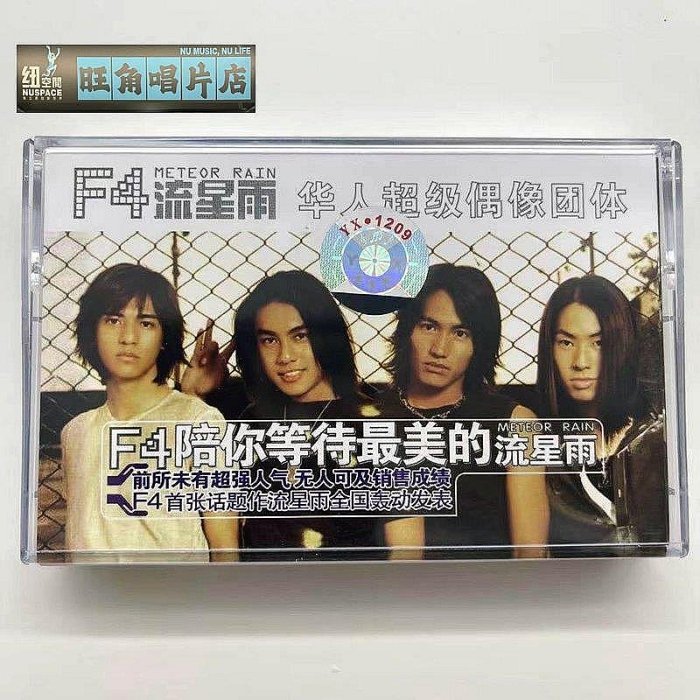 NU MUSIC, NU LIFE
纽空間
NUSPACE
旺角唱片店
METEOR RAIN
F4流星雨
华人超级偶像团体
YX•1209
F4陪你等待最美的
METEOR RAIN
流星雨
前所未有超强人气 无人可及销售成绩
F4首张话题作流星雨全国轰动发表